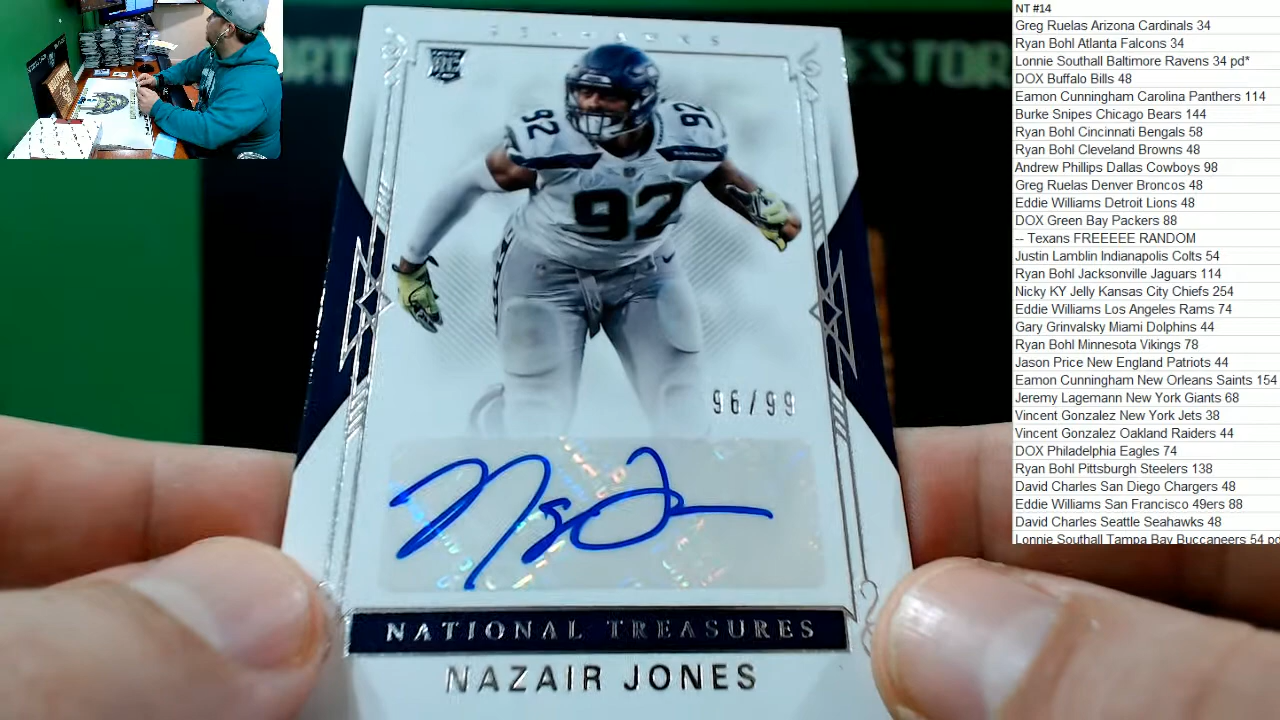 NT #14
Greg Ruelas Arizona Cardinals 34
Ryan Bohl Atlanta Falcons 34
Lonnie Southall Baltimore Ravens 34 pd*
DOX Buffalo Bills 48
Eamon Cunningham Carolina Panthers 114
Burke Snipes Chicago Bears 144
Ryan Bohl Cincinnati Bengals 58
Ryan Bohl Cleveland Browns 48
Andrew Phillips Dallas Cowboys 98
Greg Ruelas Denver Broncos 48
Eddie Williams Detroit Lions 48
DOX Green Bay Packers 88
-- Texans FREEEEE RANDOM
Justin Lamblin Indianapolis Colts 54
Ryan Bohl Jacksonville Jaguars 114
Nicky KY Jelly Kansas City Chiefs 254
Eddie Williams Los Angeles Rams 74
Gary Grinvalsky Miami Dolphins 44
Ryan Bohl Minnesota Vikings 78
Jason Price New England Patriots 44
Eamon Cunningham New Orleans Saints 154
Jeremy Lagemann New York Giants 68
Vincent Gonzalez New York Jets 38
Vincent Gonzalez Oakland Raiders 44
DOX Philadelphia Eagles 74
Ryan Bohl Pittsburgh Steelers 138
David Charles San Diego Chargers 48
Eddie Williams San Francisco 49ers 88
David Charles Seattle Seahawks 48
Lonnie Southall Tampa Bay Buccaneers 54 pd
RC
92
92
92
96/99
NATIONAL TREASURES
NAZAIR JONES